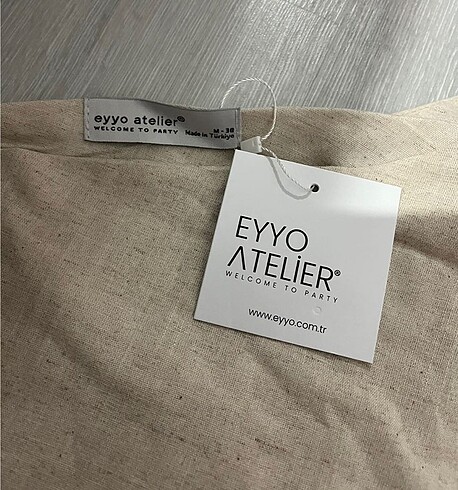 eyyo atelier®
WELCOME TO PARTY
M - 38
Made in Türkiye
EYYO
ATELİER®
WELCOME TO PARTY
www.eyyo.com.tr